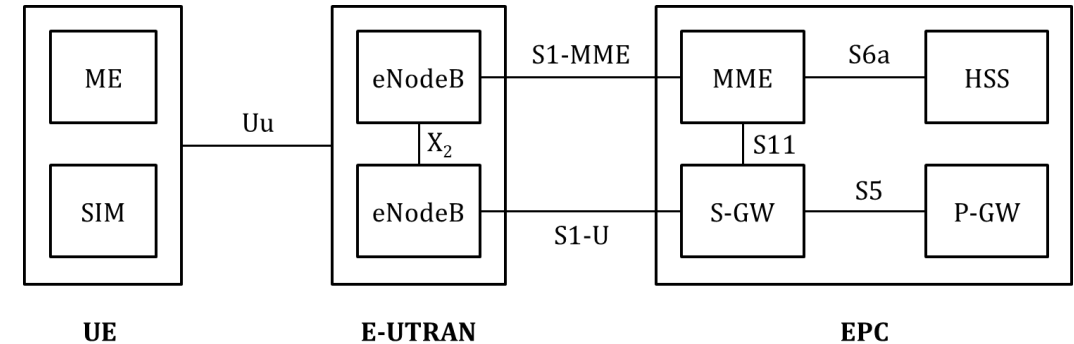 ME
SIM
UE
Uu
eNodeB
X₂
eNodeB
E-UTRAN
S1-MME
S1-U
MME
S6a
HSS
S11
S-GW
S5
P-GW
EPC